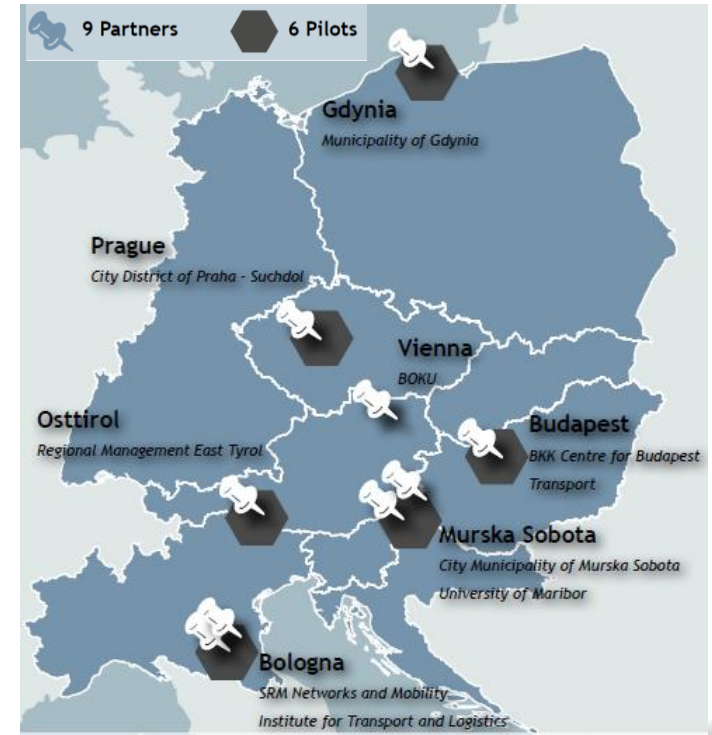 9 Partners
6 Pilots
Gdynia
Municipality of Gdynia
Prague
City District of Praha - Suchdol
Vienna
BOKU
Osttirol
Regional Management East Tyrol
Budapest
BKK Centre for Budapest
Transport
Murska Sobota
City Municipality of Murska Sobota
University of Maribor
Bologna
SRM Networks and Mobility
Institute for Transport and Logistics